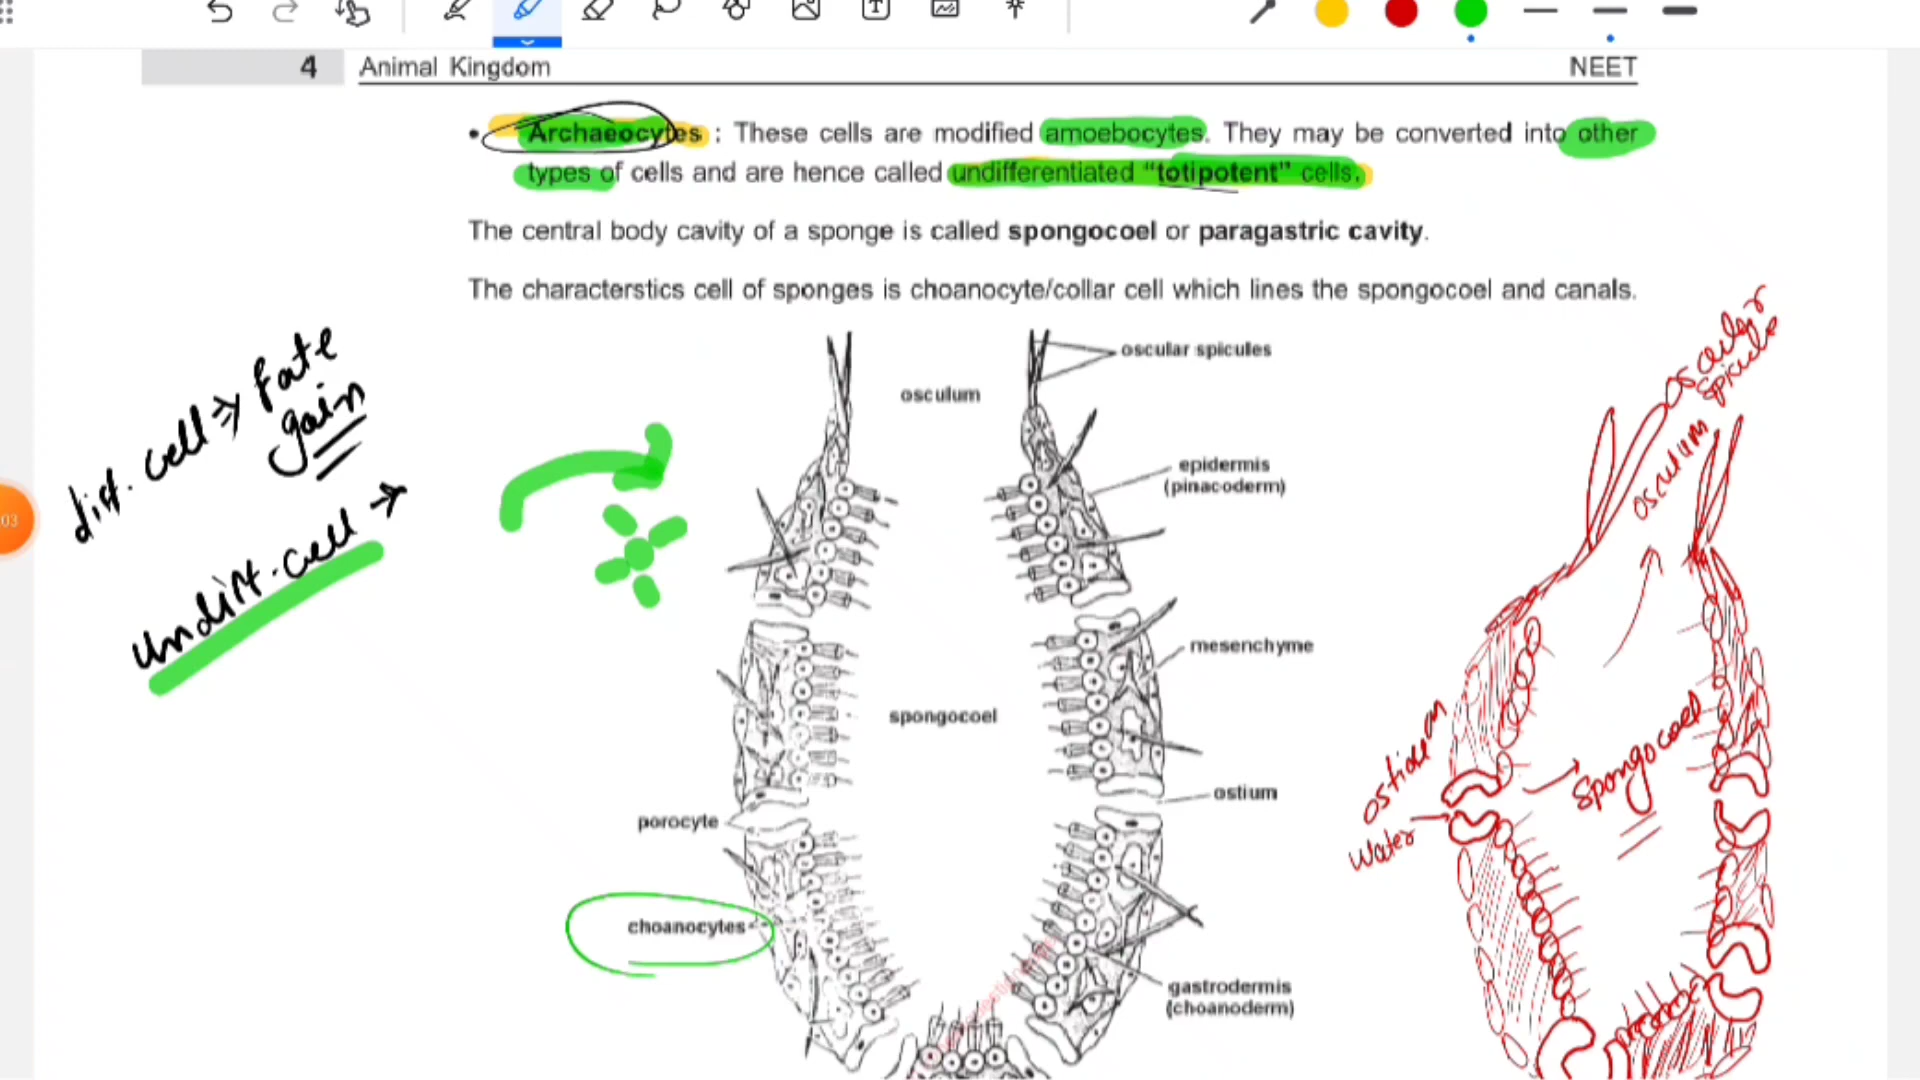 4 Animal Kingdom NEET
• Archaeocytes : These cells are modified amoebocytes. They may be converted into other
types of cells and are hence called undifferentiated “totipotent” cells.
The central body cavity of a sponge is called spongocoel or paragastric cavity.
The characterstics cell of sponges is choanocyte/collar cell which lines the spongocoel and canals.
oscular spicules
osculum
epidermis
(pinacoderm)
mesenchyme
spongocoel
ostium
porocyte
choanocytes
gastrodermis
(choanoderm)
cell ⇒ fate
gain
cell →
oscular
spicule
osculum
Spongocoel
water
03